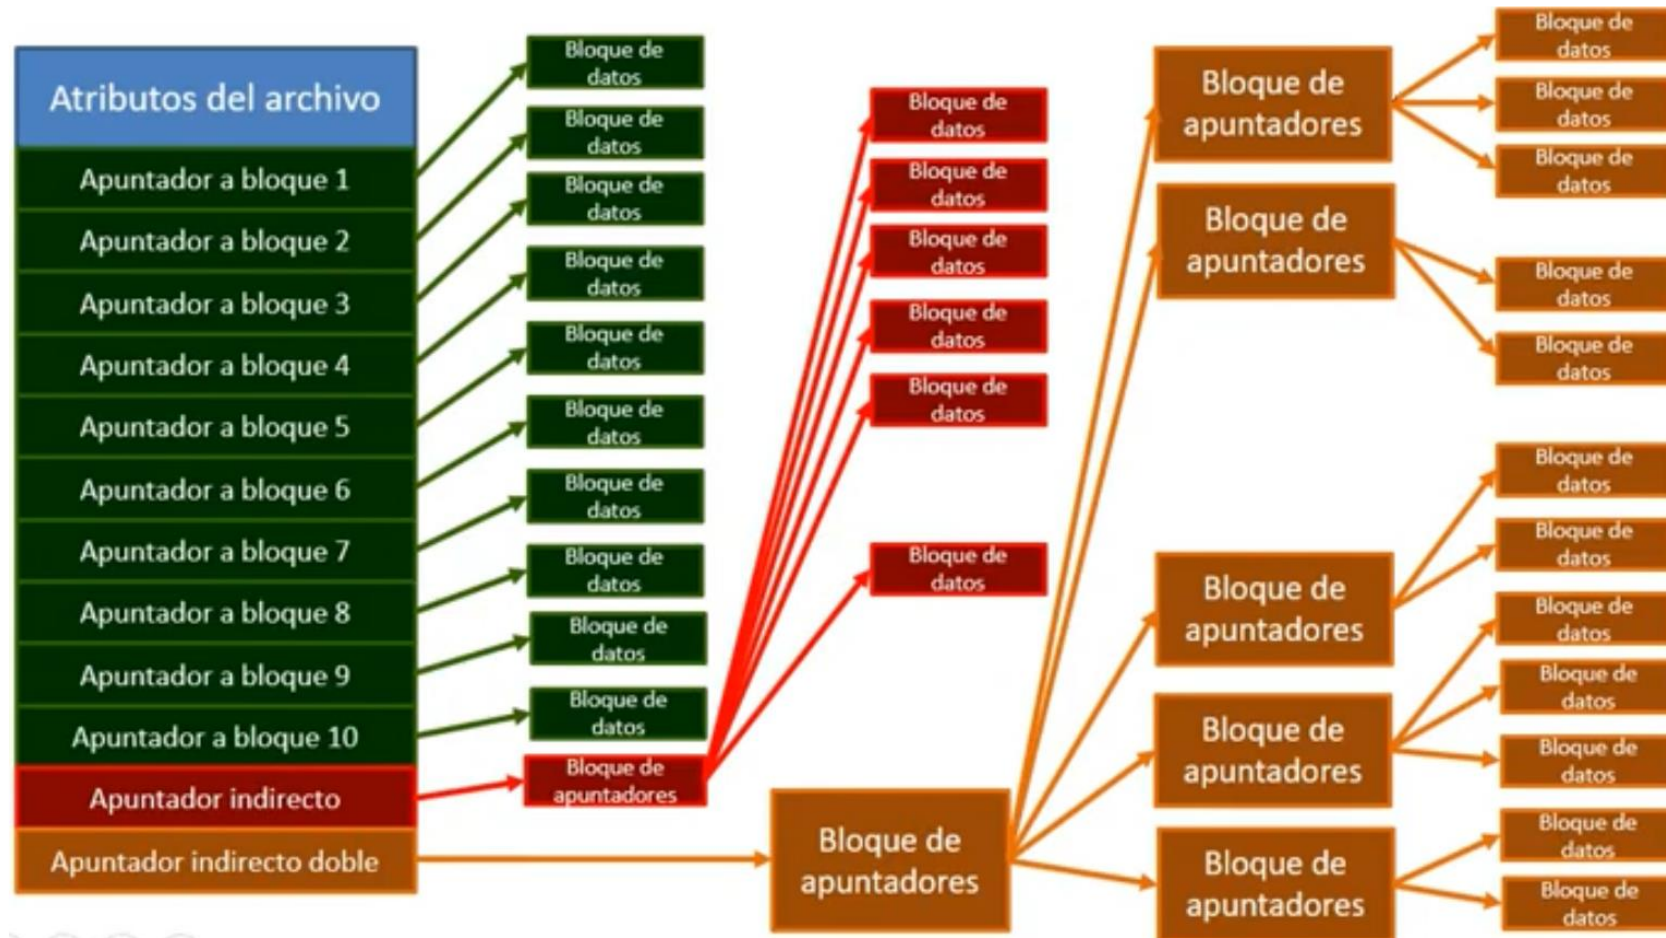 Atributos del archivo
Apuntador a bloque 1
Apuntador a bloque 2
Apuntador a bloque 3
Apuntador a bloque 4
Apuntador a bloque 5
Apuntador a bloque 6
Apuntador a bloque 7
Apuntador a bloque 8
Apuntador a bloque 9
Apuntador a bloque 10
Apuntador indirecto
Apuntador indirecto doble
Bloque de
datos
Bloque de
datos
Bloque de
datos
Bloque de
datos
Bloque de
datos
Bloque de
datos
Bloque de
datos
Bloque de
datos
Bloque de
datos
Bloque de
datos
Bloque de
apuntadores
Bloque de
datos
Bloque de
datos
Bloque de
datos
Bloque de
datos
Bloque de
datos
Bloque de
datos
Bloque de
apuntadores
Bloque de
apuntadores
Bloque de
apuntadores
Bloque de
apuntadores
Bloque de
apuntadores
Bloque de
apuntadores
Bloque de
datos
Bloque de
datos
Bloque de
datos
Bloque de
datos
Bloque de
datos
Bloque de
datos
Bloque de
datos
Bloque de
datos
Bloque de
datos
Bloque de
datos
Bloque de
datos
Bloque de
datos